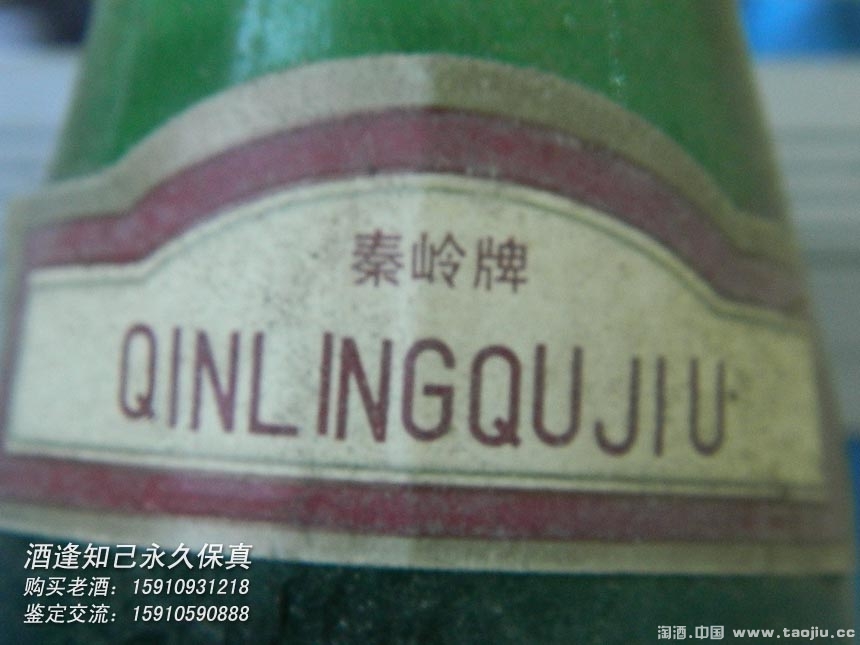 秦岭牌
QINLINGQUJIU
酒逢知己永久保真
购买老酒：15910931218
鉴定交流：15910590888
淘酒.中国 www.taojiu.cc